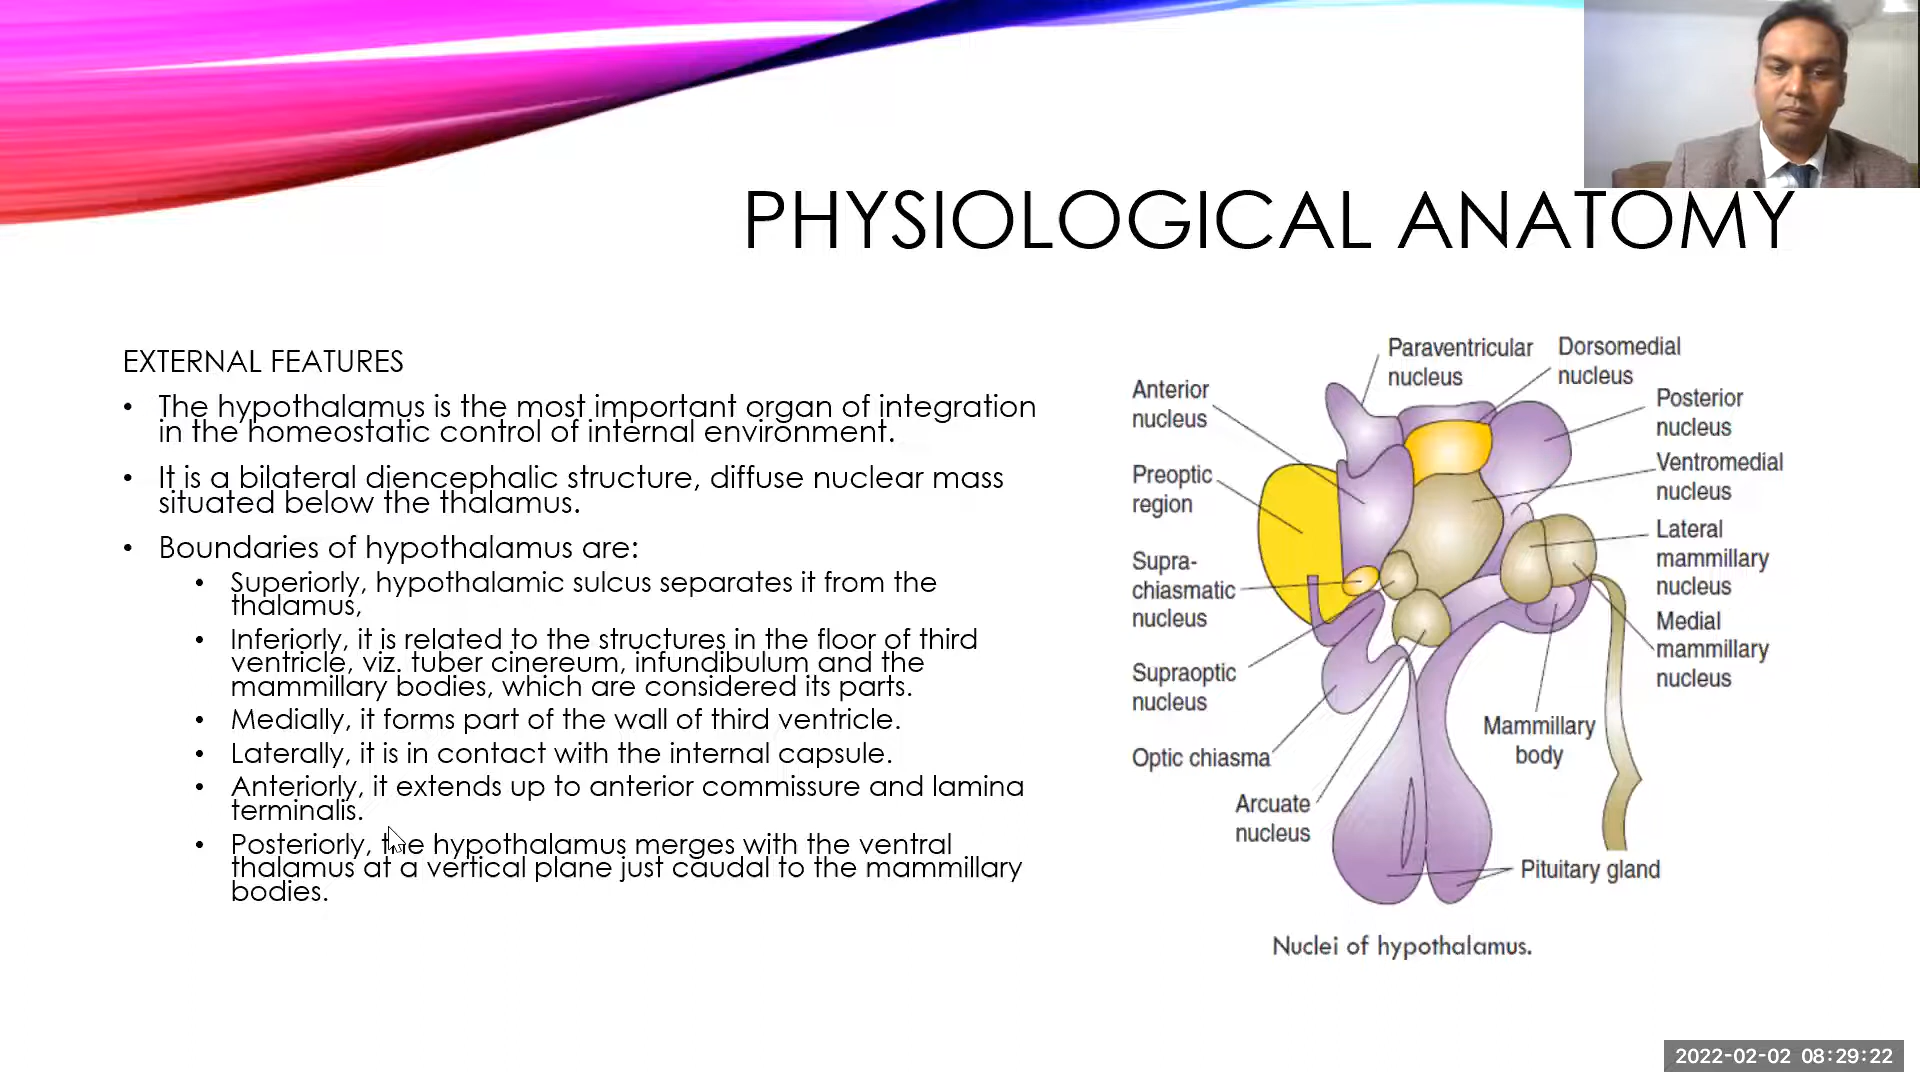 PHYSIOLOGICAL ANATOMY
EXTERNAL FEATURES
• The hypothalamus is the most important organ of integration
in the homeostatic control of internal environment.
• It is a bilateral diencephalic structure, diffuse nuclear mass
situated below the thalamus.
• Boundaries of hypothalamus are:
• Superiorly, hypothalamic sulcus separates it from the
thalamus,
• Inferiorly, it is related to the structures in the floor of third
ventricle, viz. tuber cinereum, infundibulum and the
mammillary bodies, which are considered its parts.
• Medially, it forms part of the wall of third ventricle.
• Laterally, it is in contact with the internal capsule.
• Anteriorly, it extends up to anterior commissure and lamina
terminalis.
• Posteriorly, the hypothalamus merges with the ventral
thalamus at a vertical plane just caudal to the mammillary
bodies.
Paraventricular
nucleus
Dorsomedial
nucleus
Anterior
nucleus
Posterior
nucleus
Preoptic
region
Ventromedial
nucleus
Supra-
chiasmatic
nucleus
Lateral
mammillary
nucleus
Medial
mammillary
nucleus
Supraoptic
nucleus
Mammillary
body
Optic chiasma
Arcuate
nucleus
Pituitary gland
Nuclei of hypothalamus.
2022-02-02 08:29:22